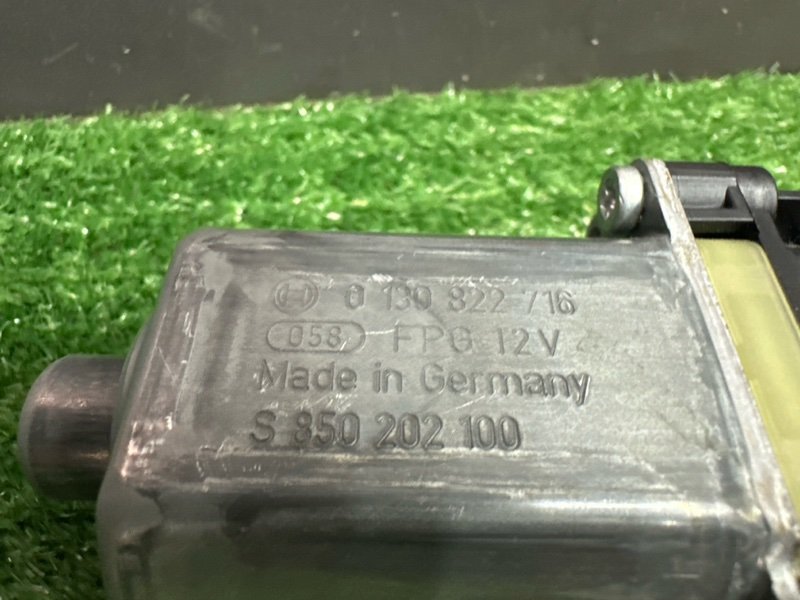 0 130 822 716
058 FPG 12V
Made in Germany
S 850 202 100